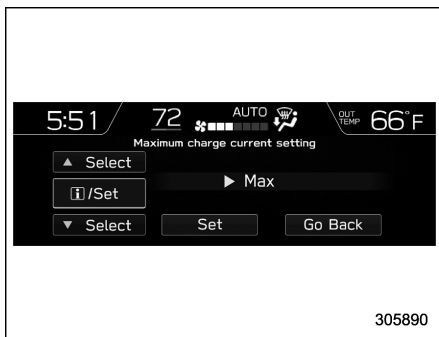 5:51 72 AUTO OUT TEMP 66°F
Maximum charge current setting
▲ Select
i/Set
▶ Max
▼ Select Set Go Back
305890